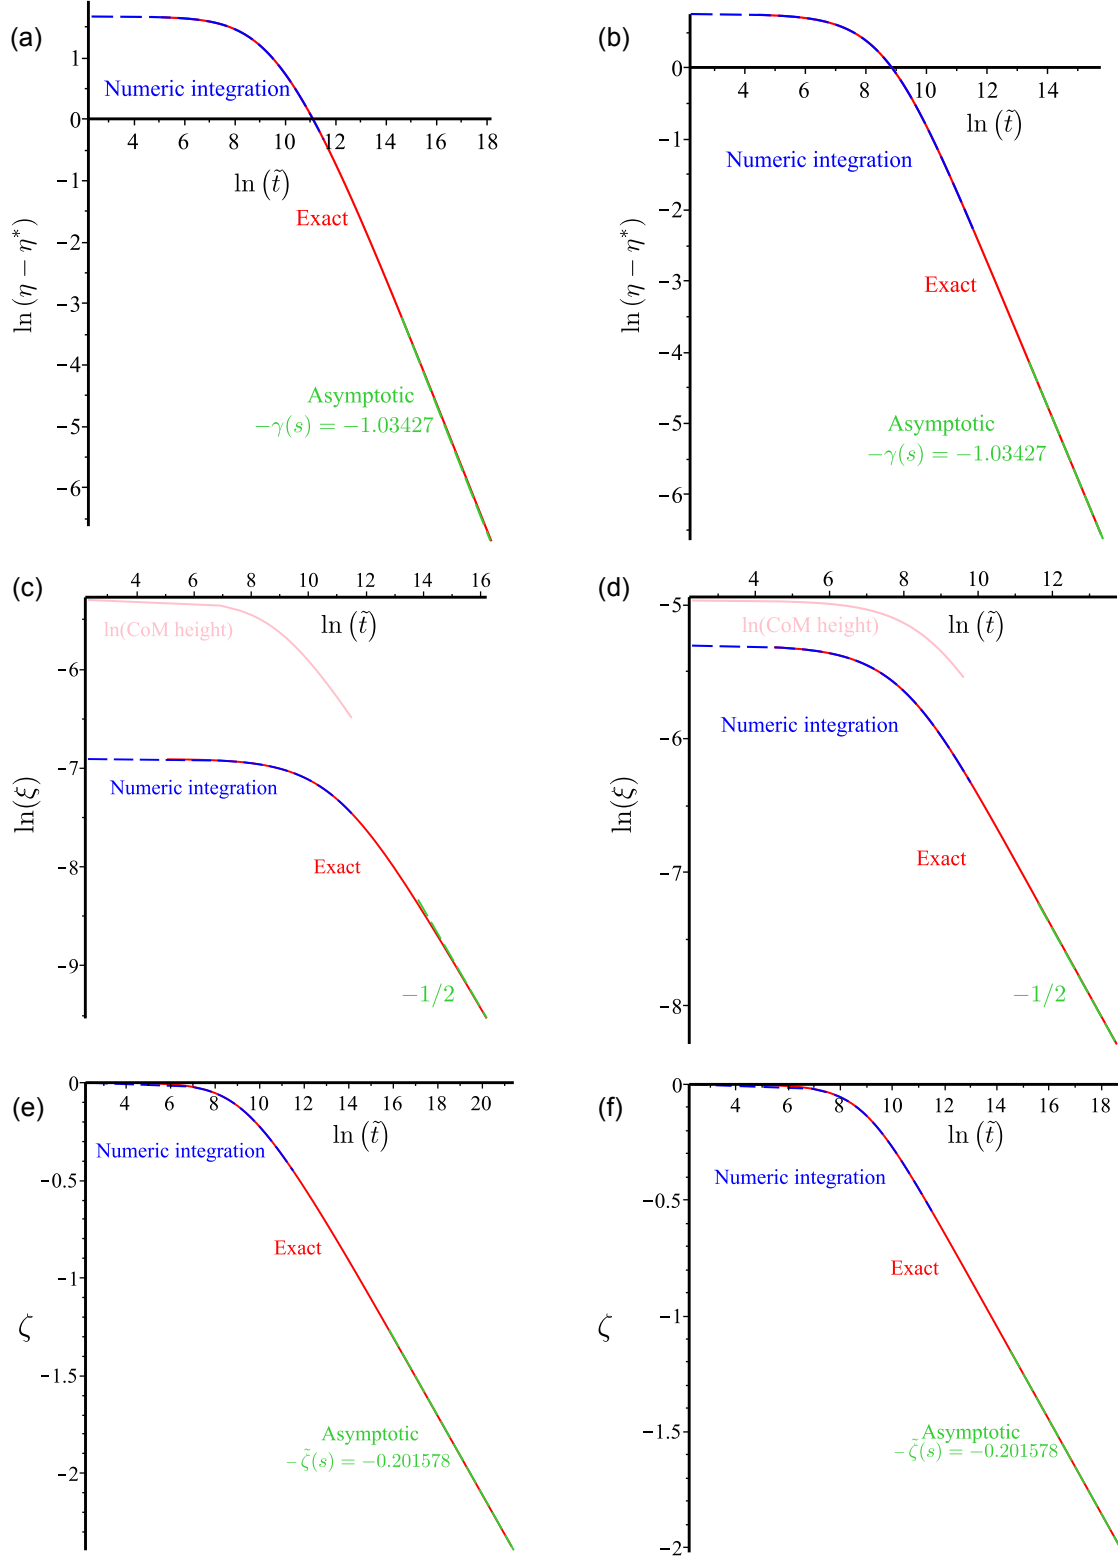 (a)
1
0
−1
−2
−3
−4
−5
−6
4 6 8 10 12 14 16 18
ln (t̃)
ln (η − η*)
Numeric integration
Exact
Asymptotic
−γ(s) = −1.03427
(b)
0
−1
−2
−3
−4
−5
−6
4 6 8 10 12 14
ln (t̃)
ln (η − η*)
Numeric integration
Exact
Asymptotic
−γ(s) = −1.03427
(c)
4 6 8 10 12 14 16
ln (t̃)
ln(CoM height)
−6
−7
−8
−9
ln(ξ)
Numeric integration
Exact
−1/2
(d)
4 6 8 10 12
ln (t̃)
ln(CoM height)
−5
−6
−7
−8
ln(ξ)
Numeric integration
Exact
−1/2
(e)
0
−0.5
−1
−1.5
−2
4 6 8 10 12 14 16 18 20
ln (t̃)
ζ
Numeric integration
Exact
Asymptotic
−ζ̃(s) = −0.201578
(f)
0
−0.5
−1
−1.5
−2
4 6 8 10 12 14 16 18
ln (t̃)
ζ
Numeric integration
Exact
Asymptotic
−ζ̃(s) = −0.201578